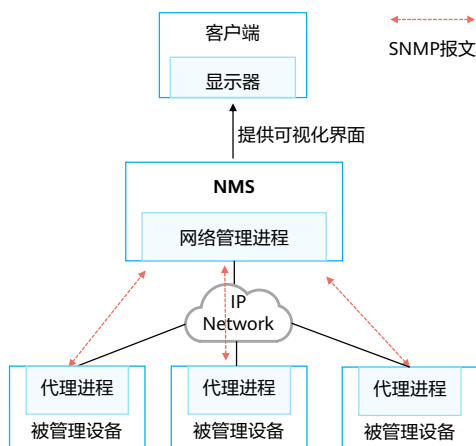 客户端
显示器
SNMP报文
提供可视化界面
NMS
网络管理进程
IP
Network
代理进程
被管理设备
代理进程
被管理设备
代理进程
被管理设备